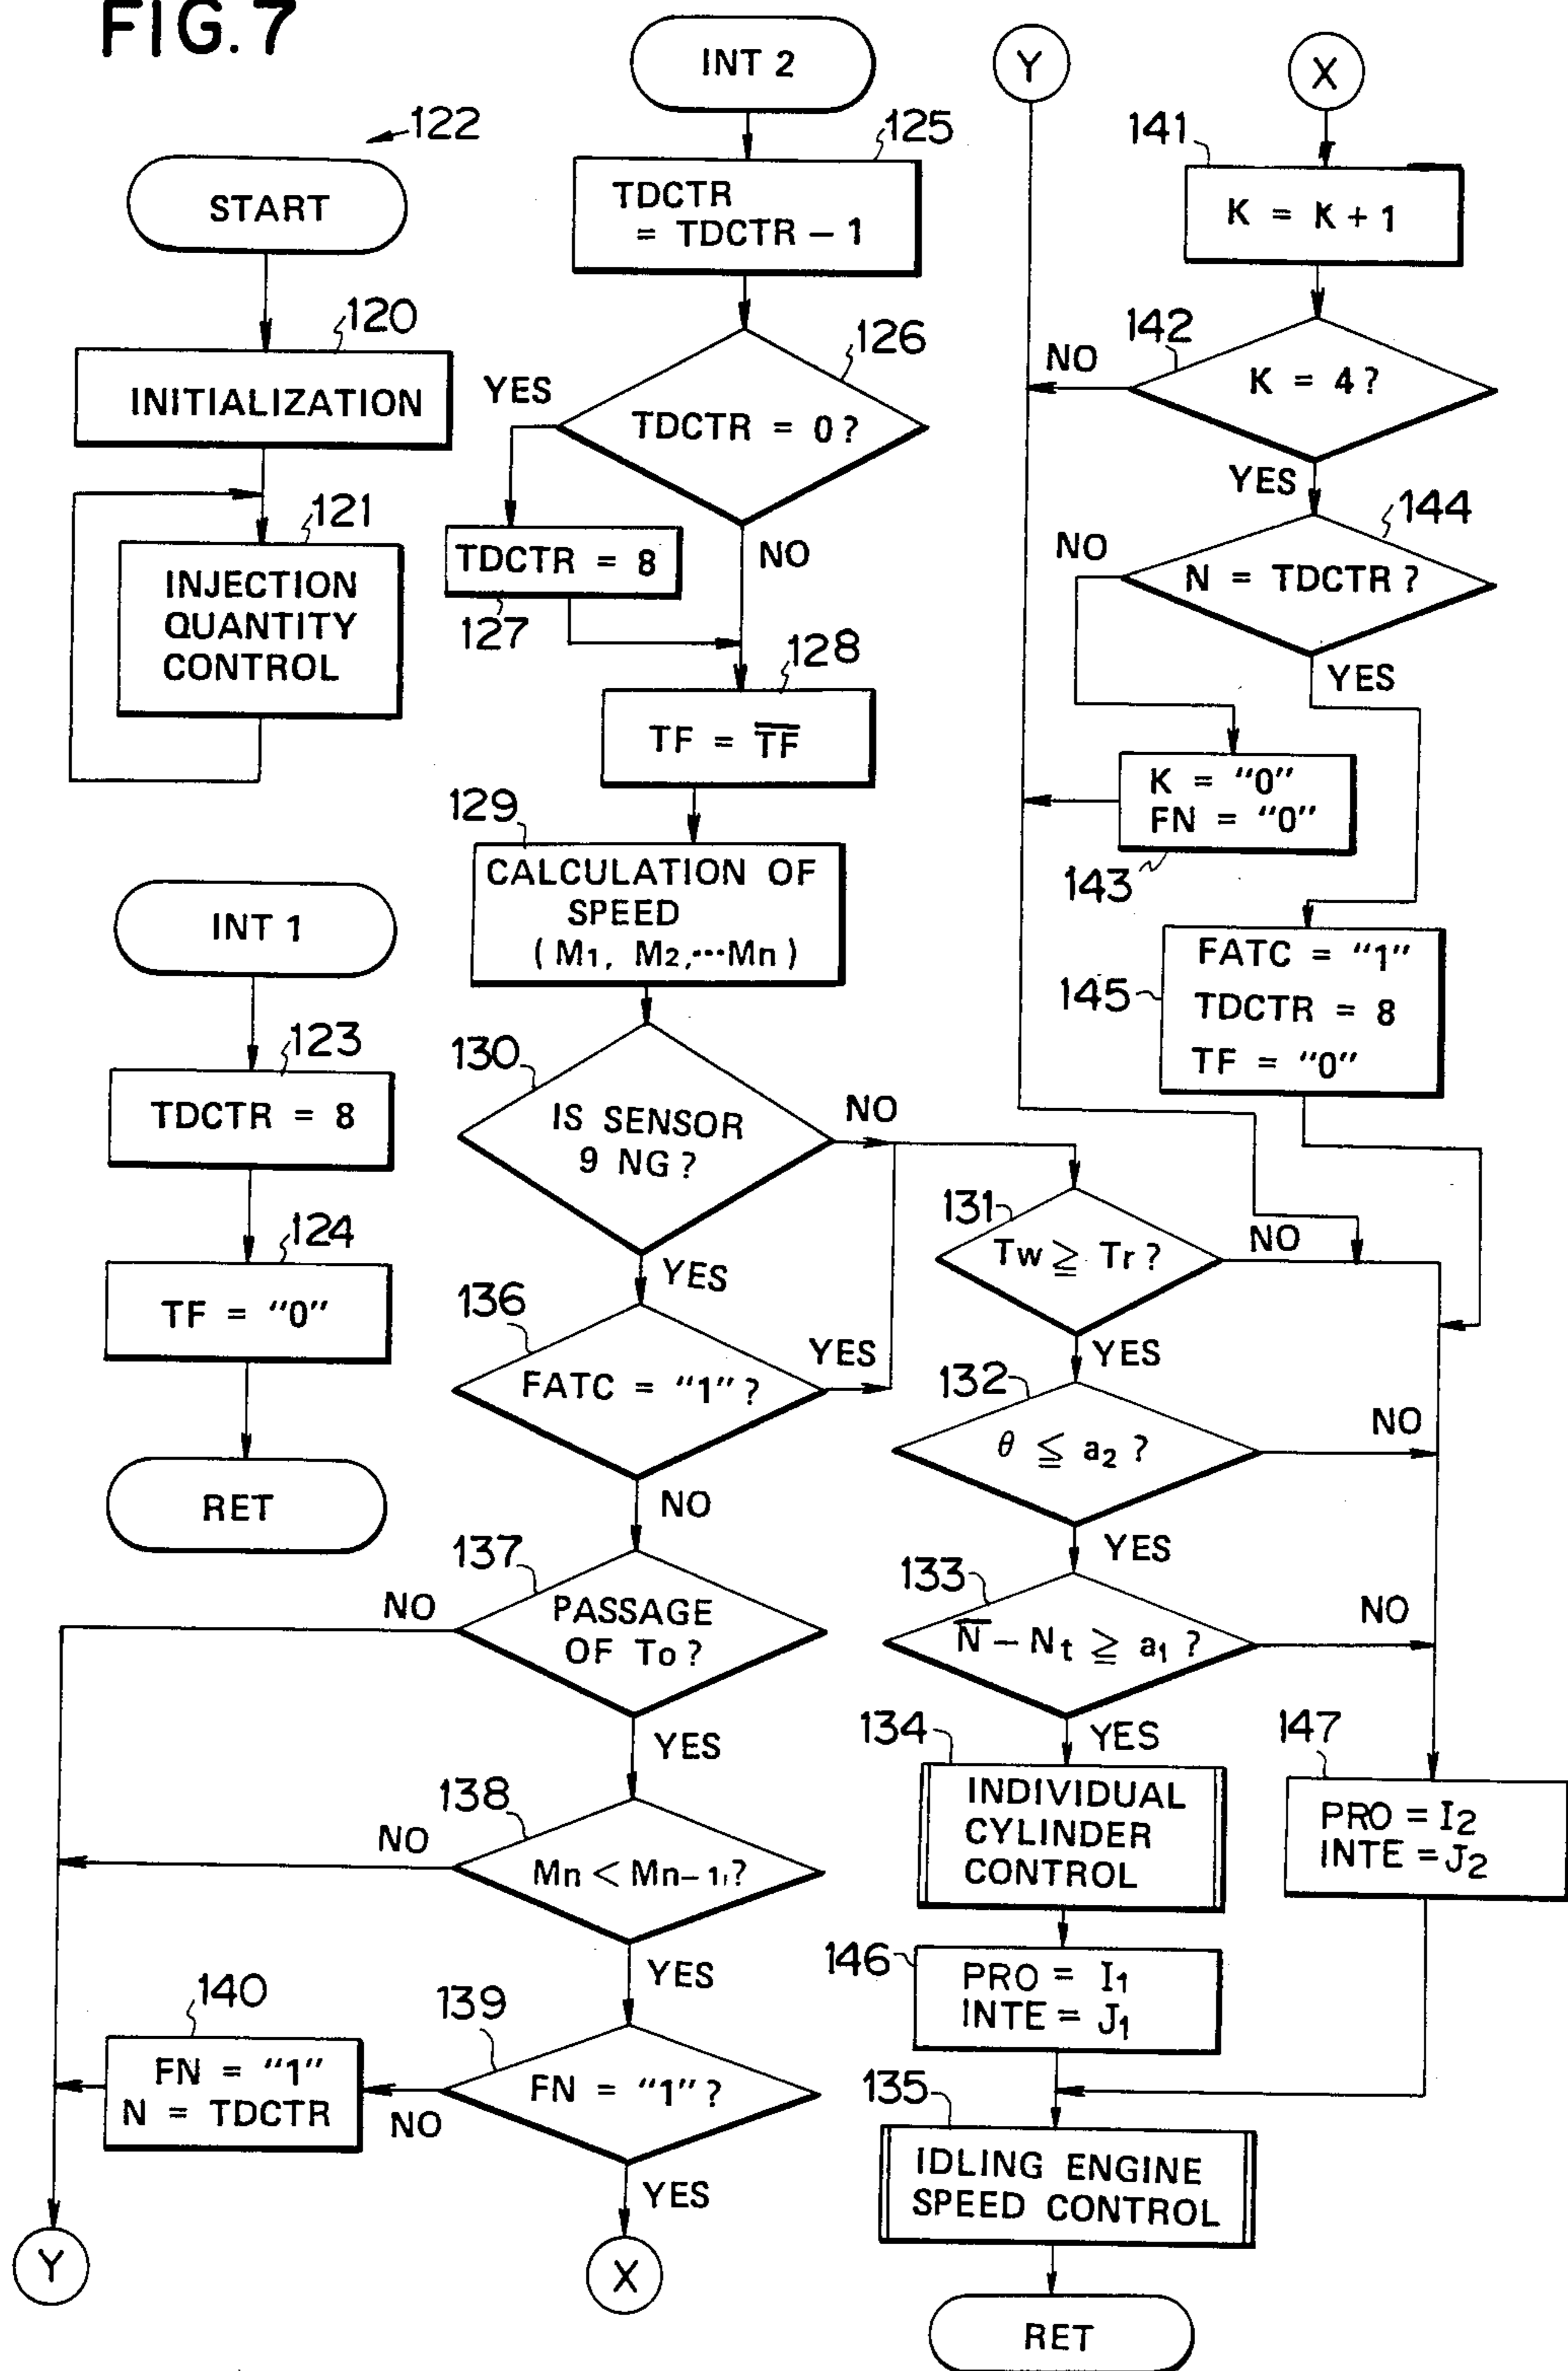 FIG. 7
122
START
120
INITIALIZATION
121
INJECTION
QUANTITY
CONTROL
INT 1
123
TDCTR = 8
124
TF = "0"
RET
INT 2
125
TDCTR
= TDCTR – 1
126
TDCTR = 0?
YES
NO
TDCTR = 8
127
128
TF = T̅F̅
129
CALCULATION OF
SPEED
(M₁, M₂,···Mn)
130
IS SENSOR
9 NG?
NO
YES
136
FATC = "1"?
YES
NO
137
PASSAGE
OF To?
NO
YES
138
Mn < Mn–1?
NO
YES
139
FN = "1"?
NO
YES
140
FN = "1"
N = TDCTR
Y
X
Y
X
141
K = K + 1
142
K = 4?
NO
YES
144
N = TDCTR?
NO
YES
K = "0"
FN = "0"
143
145
FATC = "1"
TDCTR = 8
TF = "0"
131
Tw ≧ Tr?
NO
YES
132
θ ≦ a₂?
NO
YES
133
N̅ – Nt ≧ a₁?
NO
YES
134
INDIVIDUAL
CYLINDER
CONTROL
147
PRO = I₂
INTE = J₂
146
PRO = I₁
INTE = J₁
135
IDLING ENGINE
SPEED CONTROL
RET